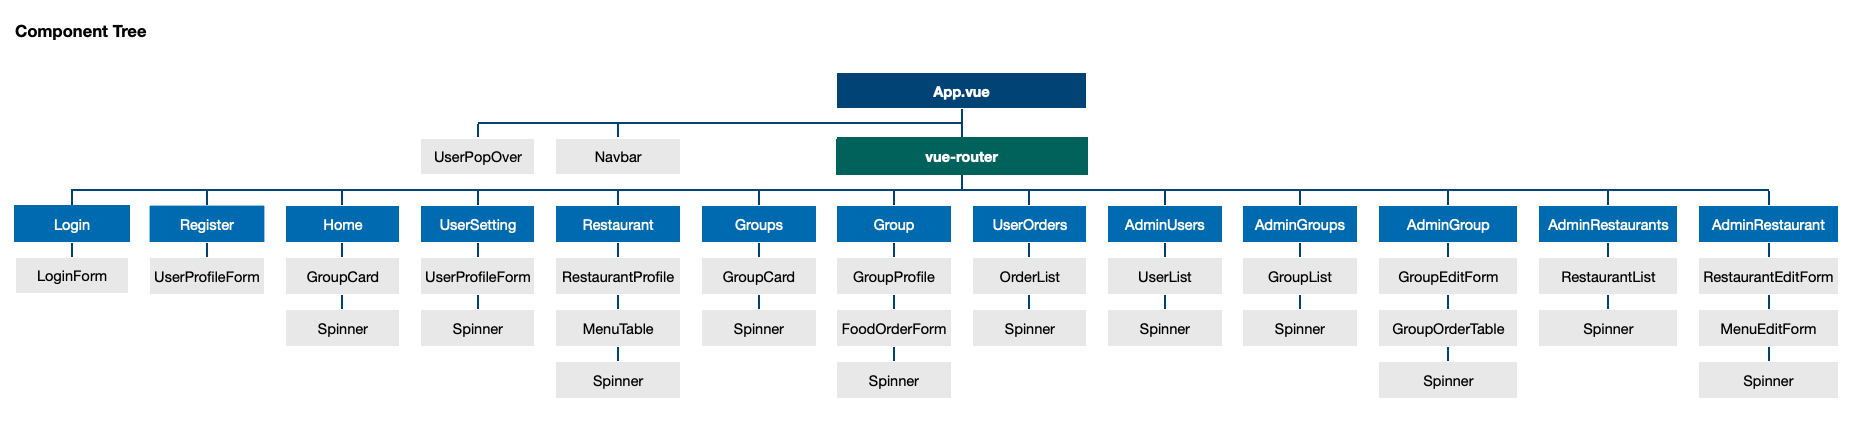 Component Tree
App.vue
UserPopOver
Navbar
vue-router
Login
Register
Home
UserSetting
Restaurant
Groups
Group
UserOrders
AdminUsers
AdminGroups
AdminGroup
AdminRestaurants
AdminRestaurant
LoginForm
UserProfileForm
GroupCard
UserProfileForm
RestaurantProfile
GroupCard
GroupProfile
OrderList
UserList
GroupList
GroupEditForm
RestaurantList
RestaurantEditForm
Spinner
Spinner
MenuTable
Spinner
FoodOrderForm
Spinner
Spinner
Spinner
GroupOrderTable
Spinner
MenuEditForm
Spinner
Spinner
Spinner
Spinner